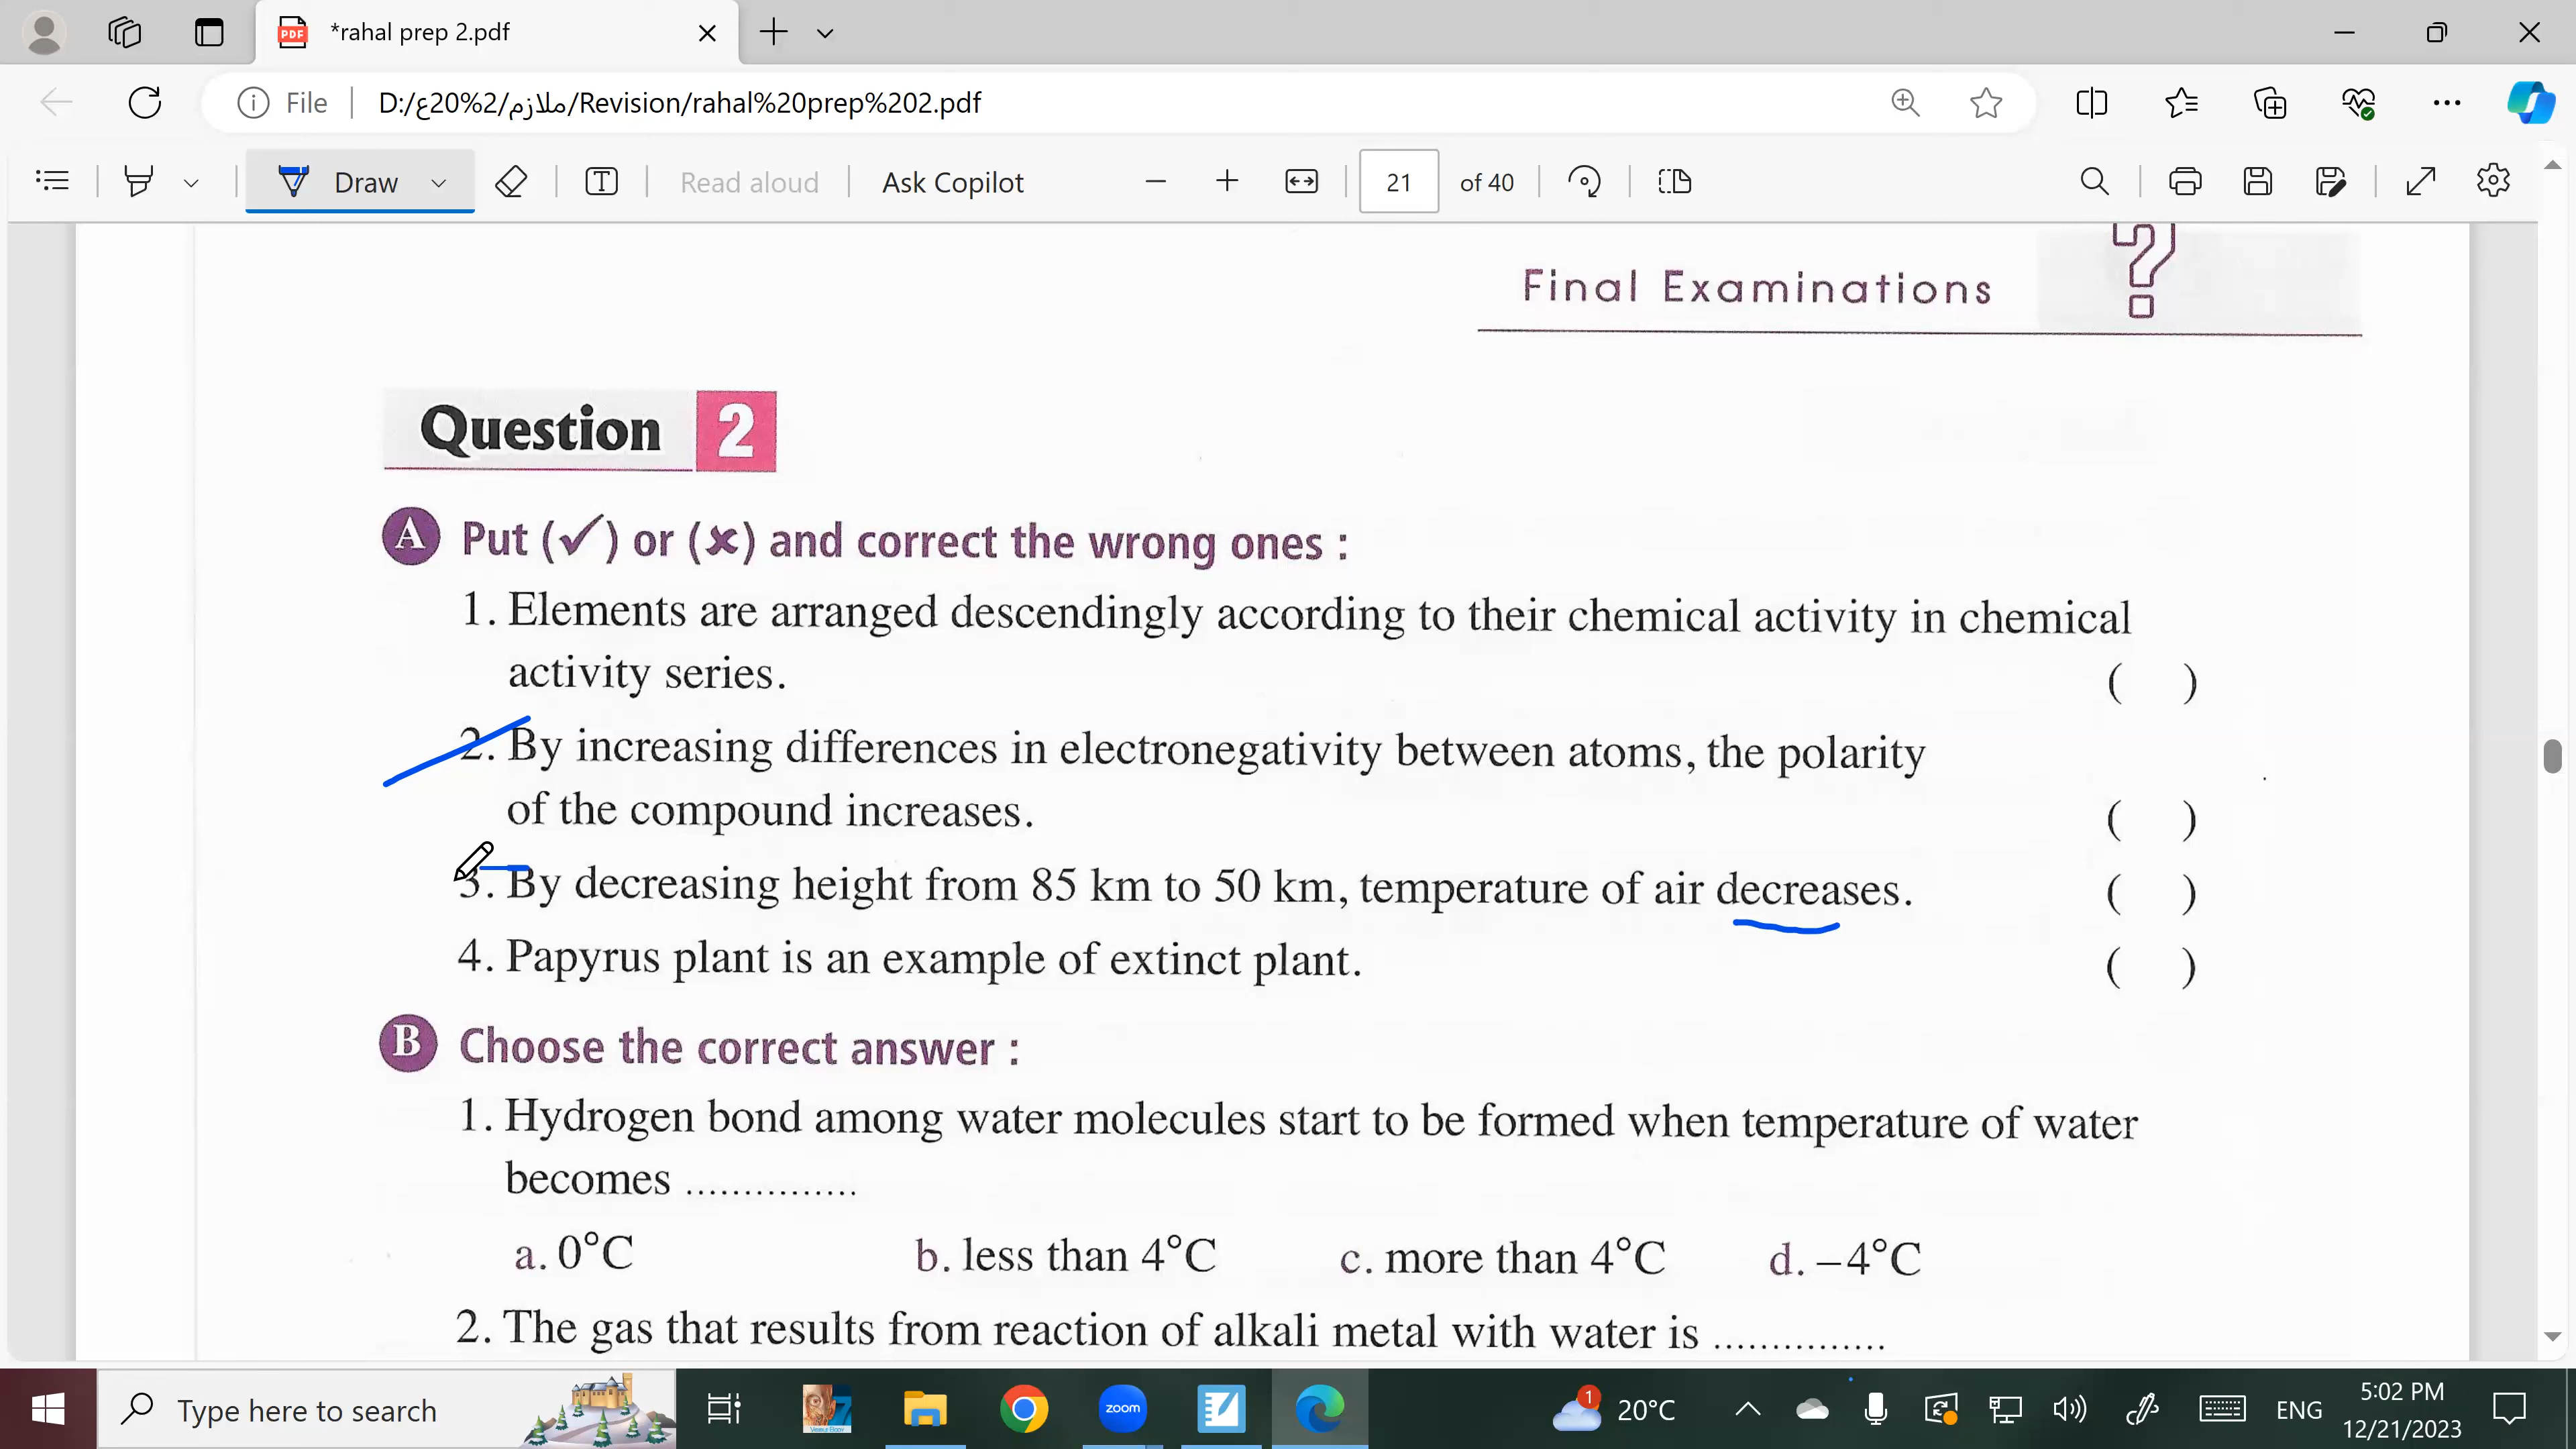 *rahal prep 2.pdf
File
D:/ملازم/2%20ع/Revision/rahal%20prep%202.pdf
Draw
Read aloud
Ask Copilot
21
of 40
Final Examinations ?
Question 2
A Put (✓) or (✗) and correct the wrong ones :
1. Elements are arranged descendingly according to their chemical activity in chemical
activity series. ( )
2. By increasing differences in electronegativity between atoms, the polarity
of the compound increases. ( )
3. By decreasing height from 85 km to 50 km, temperature of air decreases. ( )
4. Papyrus plant is an example of extinct plant. ( )
B Choose the correct answer :
1. Hydrogen bond among water molecules start to be formed when temperature of water
becomes ...............
a. 0°C b. less than 4°C c. more than 4°C d. –4°C
2. The gas that results from reaction of alkali metal with water is ...............
Type here to search
zoom
1
20°C
ENG
5:02 PM
12/21/2023